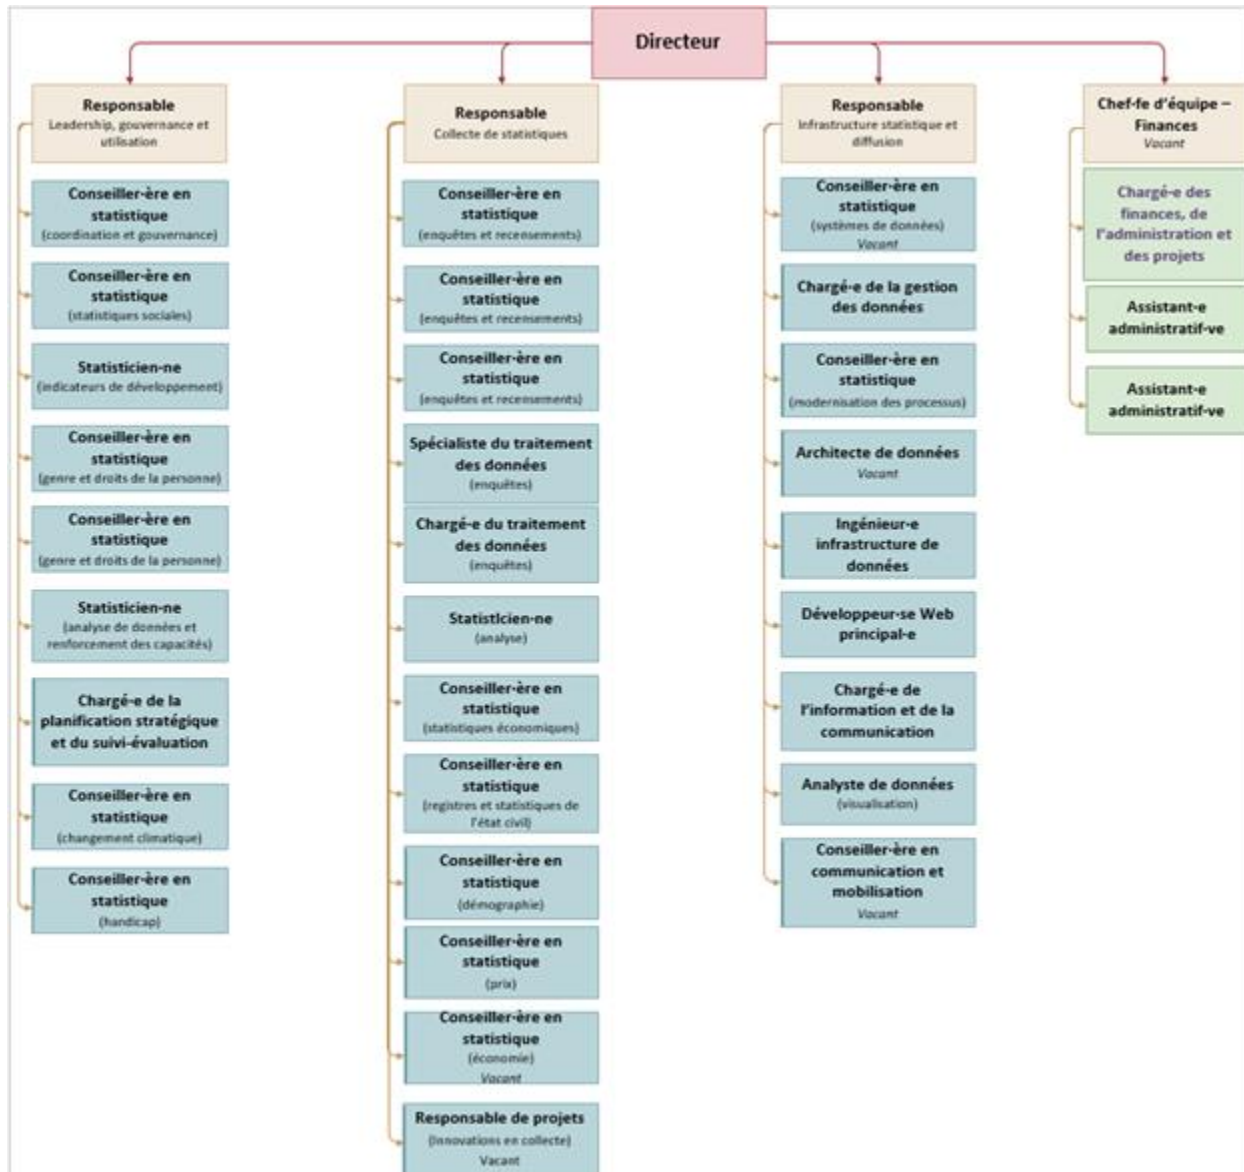 Directeur
Responsable
Leadership, gouvernance et
utilisation
Conseiller-ère en
statistique
(coordination et gouvernance)
Conseiller-ère en
statistique
(statistiques sociales)
Statisticien-ne
(indicateurs de développement)
Conseiller-ère en
statistique
(genre et droits de la personne)
Conseiller-ère en
statistique
(genre et droits de la personne)
Statisticien-ne
(analyse de données et
renforcement des capacités)
Chargé-e de la
planification stratégique
et du suivi-évaluation
Conseiller-ère en
statistique
(changement climatique)
Conseiller-ère en
statistique
(handicap)
Responsable
Collecte de statistiques
Conseiller-ère en
statistique
(enquêtes et recensements)
Conseiller-ère en
statistique
(enquêtes et recensements)
Conseiller-ère en
statistique
(enquêtes et recensements)
Spécialiste du traitement
des données
(enquêtes)
Chargé-e du traitement
des données
(enquêtes)
Statisticien-ne
(analyse)
Conseiller-ère en
statistique
(statistiques économiques)
Conseiller-ère en
statistique
(registres et statistiques de
l'état civil)
Conseiller-ère en
statistique
(démographie)
Conseiller-ère en
statistique
(prix)
Conseiller-ère en
statistique
(économie)
Vacant
Responsable de projets
(Innovations en collecte)
Vacant
Responsable
Infrastructure statistique et
diffusion
Conseiller-ère en
statistique
(systèmes de données)
Vacant
Chargé-e de la gestion
des données
Conseiller-ère en
statistique
(modernisation des processus)
Architecte de données
Vacant
Ingénieur-e
infrastructure de
données
Développeur-se Web
principal-e
Chargé-e de
l'information et de la
communication
Analyste de données
(visualisation)
Conseiller-ère en
communication et
mobilisation
Vacant
Chef-fe d'équipe –
Finances
Vacant
Chargé-e des
finances, de
l'administration et
des projets
Assistant-e
administratif-ve
Assistant-e
administratif-ve